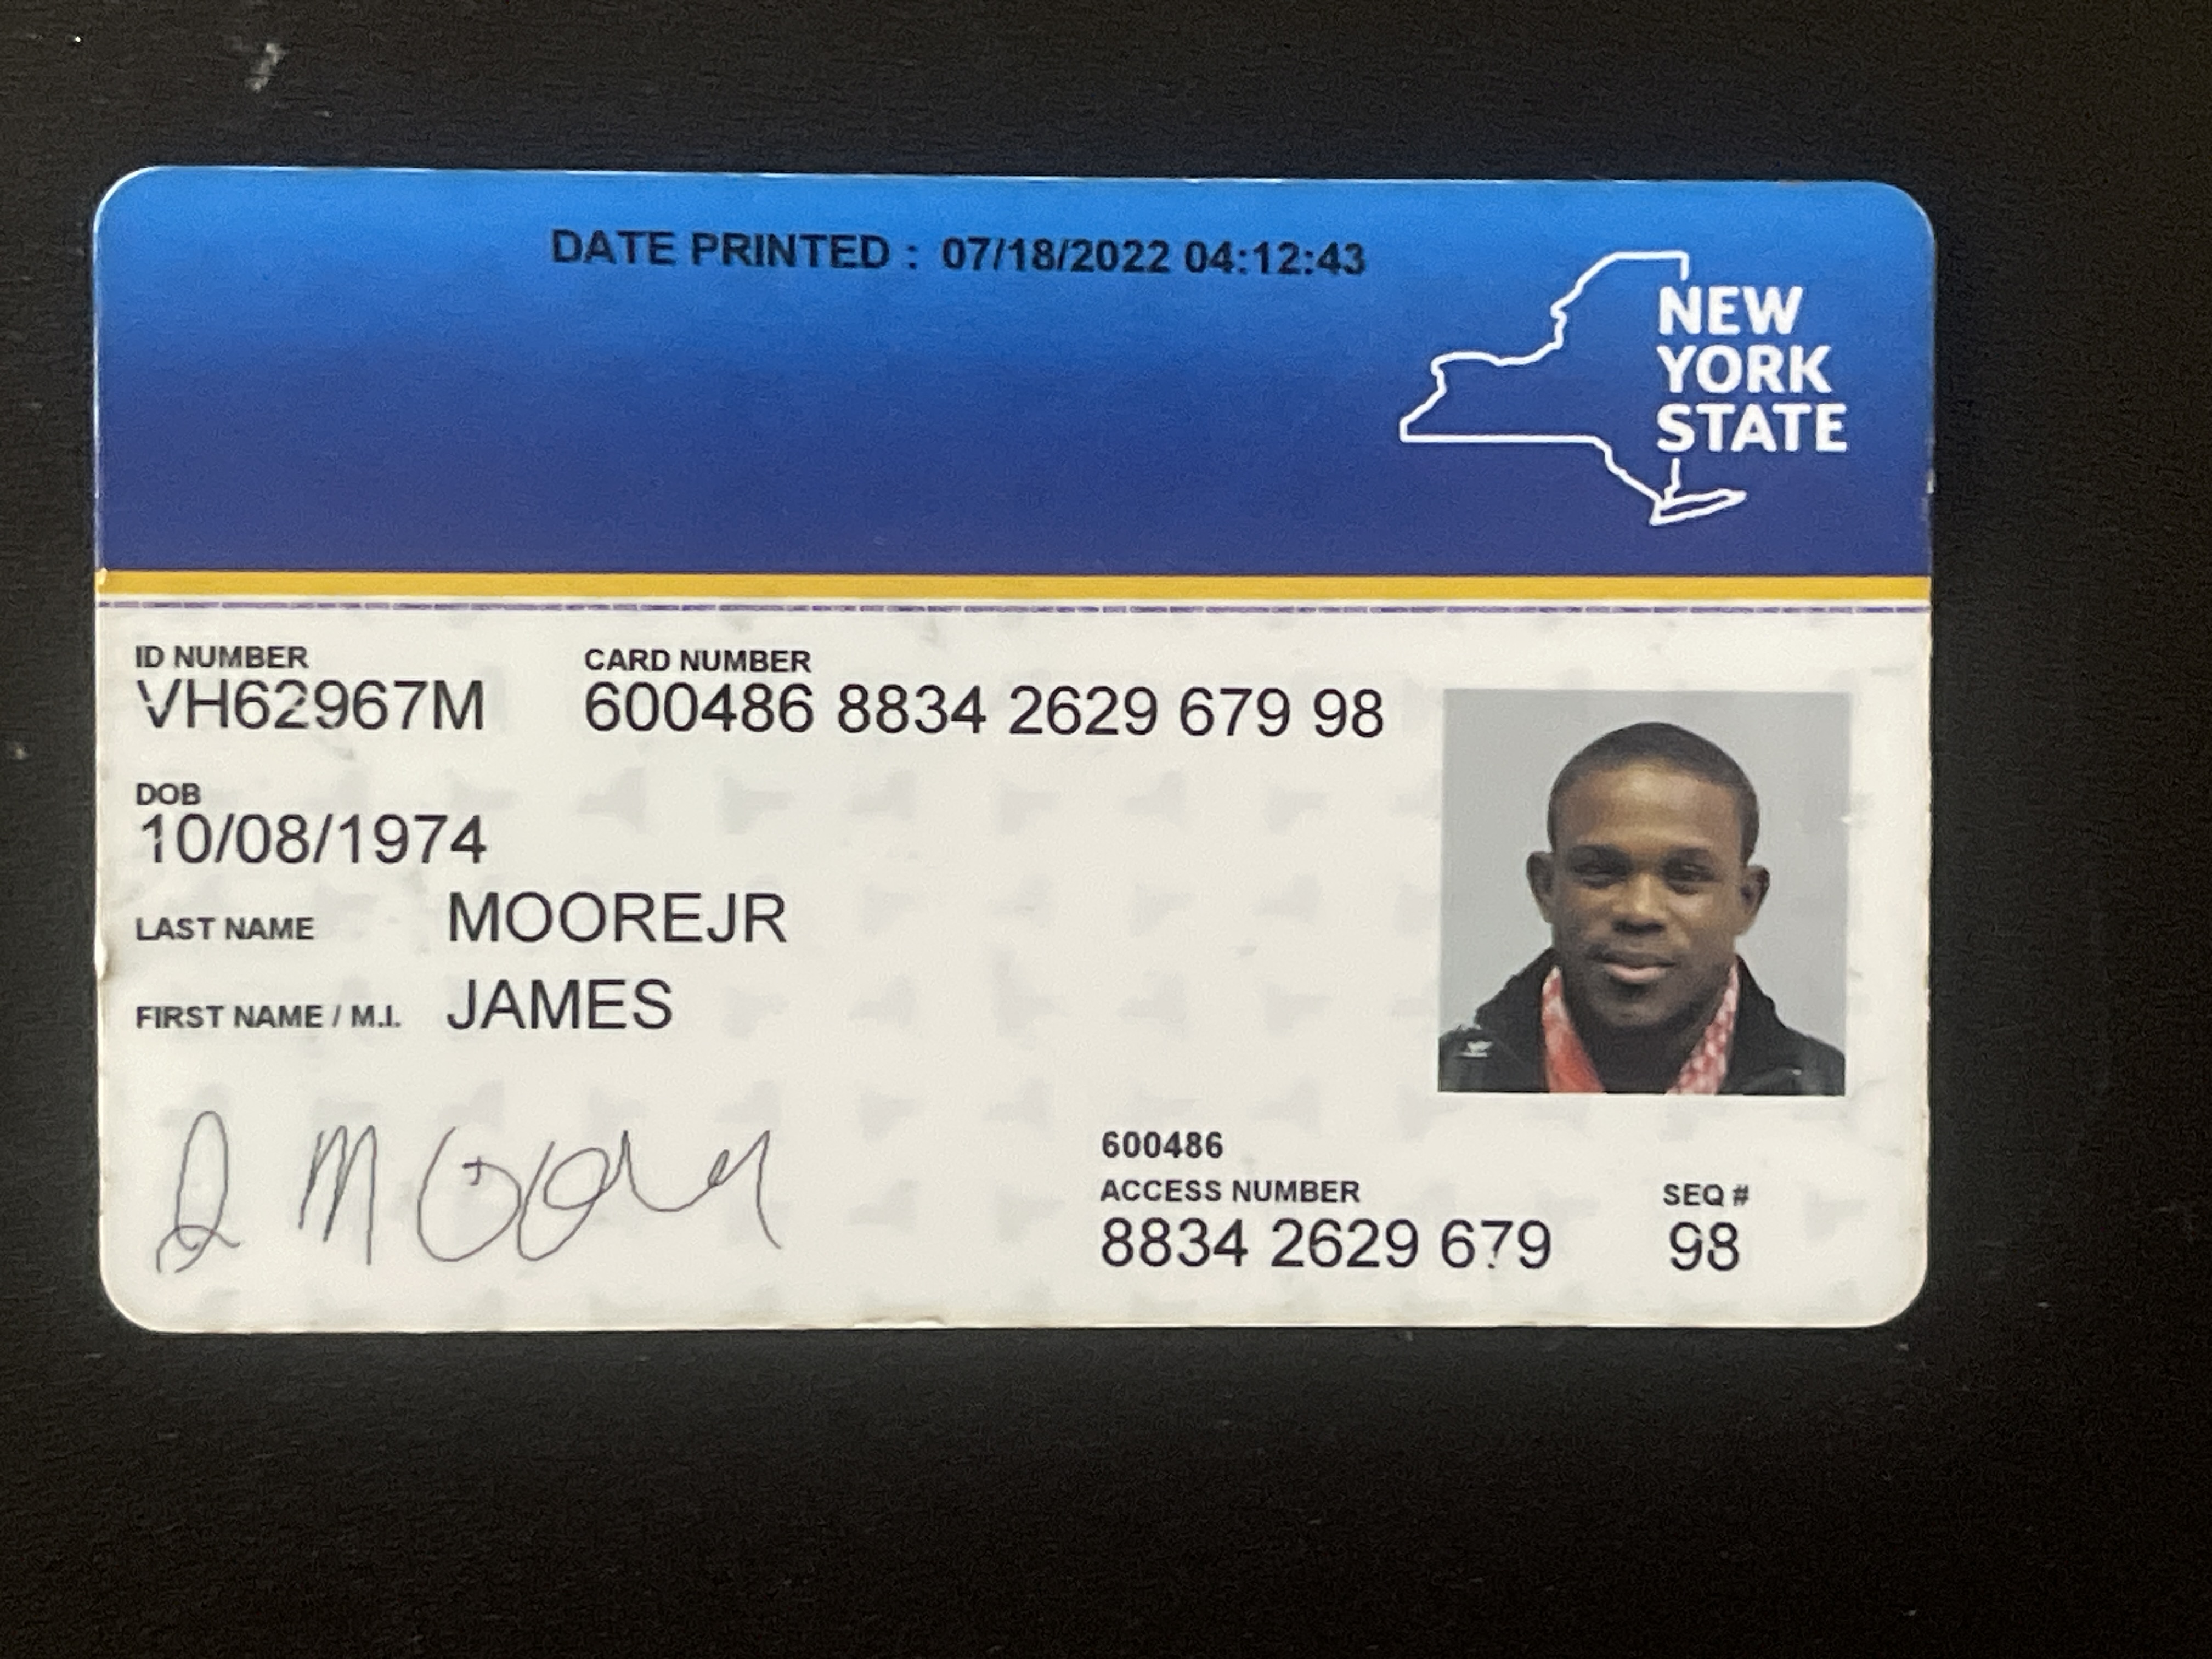 DATE PRINTED : 07/18/2022 04:12:43
NEW
YORK
STATE
ID NUMBER
VH62967M
CARD NUMBER
600486 8834 2629 679 98
DOB
10/08/1974
LAST NAME MOOREJR
FIRST NAME / M.I. JAMES
600486
ACCESS NUMBER
8834 2629 679
SEQ #
98